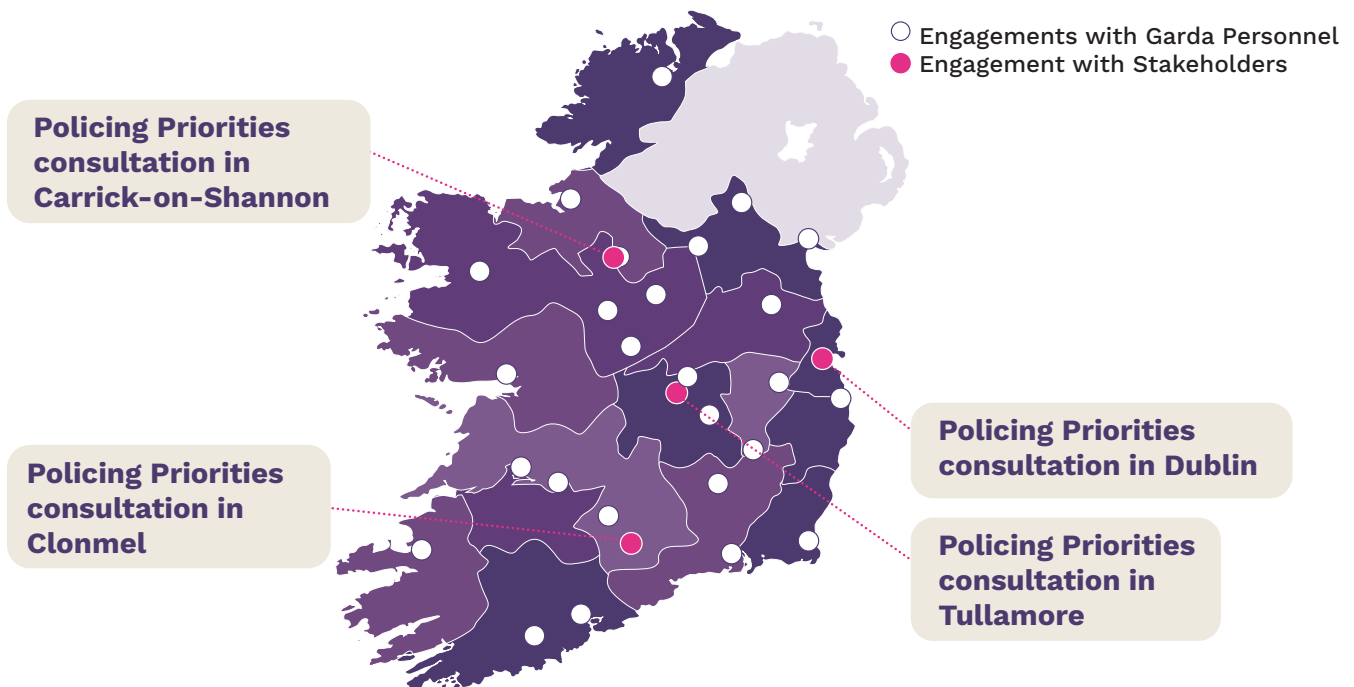 Engagements with Garda Personnel
Engagement with Stakeholders
Policing Priorities
consultation in
Carrick-on-Shannon
Policing Priorities
consultation in Dublin
Policing Priorities
consultation in
Clonmel
Policing Priorities
consultation in
Tullamore